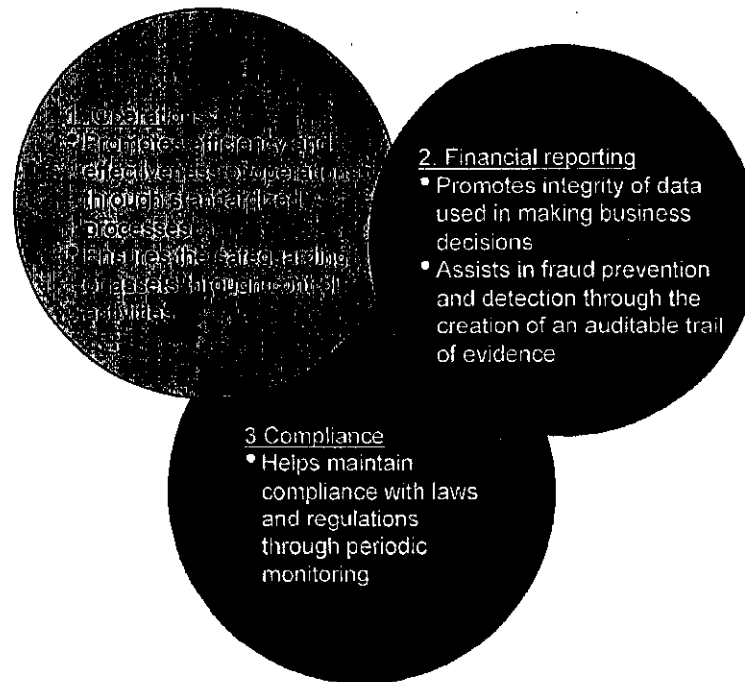 1. Operations
• Promotes efficiency and
effectiveness of operations
through standardized
processes
• Ensures the safeguarding
of assets through control
activities
2. Financial reporting
• Promotes integrity of data
used in making business
decisions
• Assists in fraud prevention
and detection through the
creation of an auditable trail
of evidence
3 Compliance
• Helps maintain
compliance with laws
and regulations
through periodic
monitoring